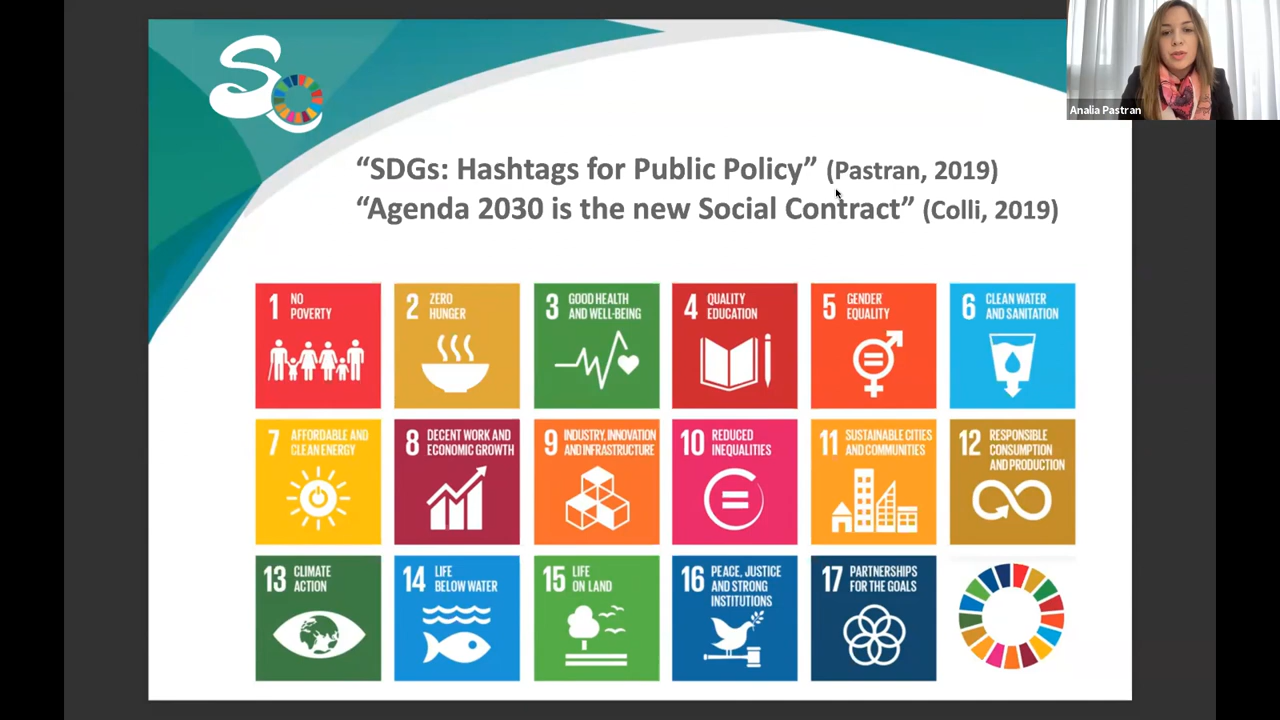 SC
Analia Pastran
“SDGs: Hashtags for Public Policy” (Pastran, 2019)
“Agenda 2030 is the new Social Contract” (Colli, 2019)
1 NO
POVERTY
2 ZERO
HUNGER
3 GOOD HEALTH
AND WELL-BEING
4 QUALITY
EDUCATION
5 GENDER
EQUALITY
6 CLEAN WATER
AND SANITATION
7 AFFORDABLE AND
CLEAN ENERGY
8 DECENT WORK AND
ECONOMIC GROWTH
9 INDUSTRY, INNOVATION
AND INFRASTRUCTURE
10 REDUCED
INEQUALITIES
11 SUSTAINABLE CITIES
AND COMMUNITIES
12 RESPONSIBLE
CONSUMPTION
AND PRODUCTION
13 CLIMATE
ACTION
14 LIFE
BELOW WATER
15 LIFE
ON LAND
16 PEACE, JUSTICE
AND STRONG
INSTITUTIONS
17 PARTNERSHIPS
FOR THE GOALS